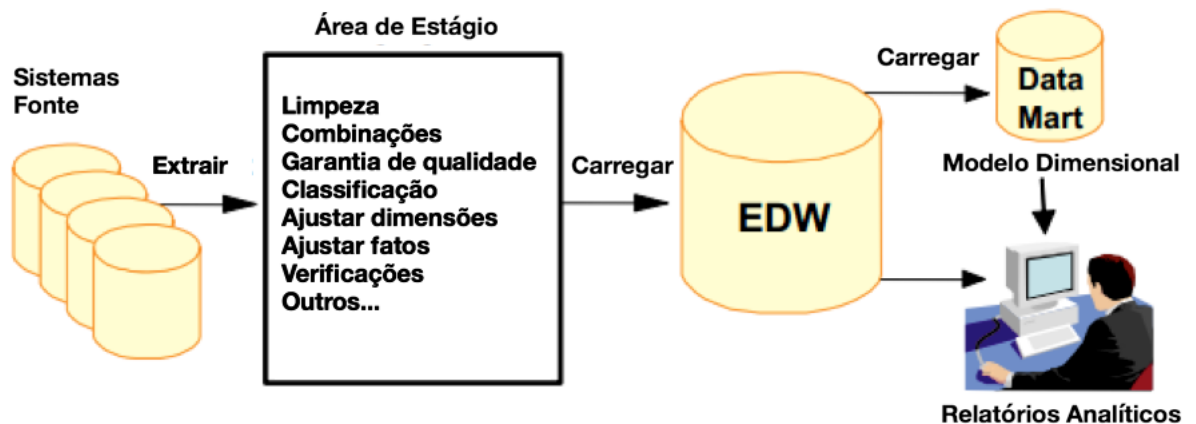 Área de Estágio
Sistemas
Fonte
Extrair
Limpeza
Combinações
Garantia de qualidade
Classificação
Ajustar dimensões
Ajustar fatos
Verificações
Outros...
Carregar
EDW
Carregar
Data
Mart
Modelo Dimensional
Relatórios Analíticos